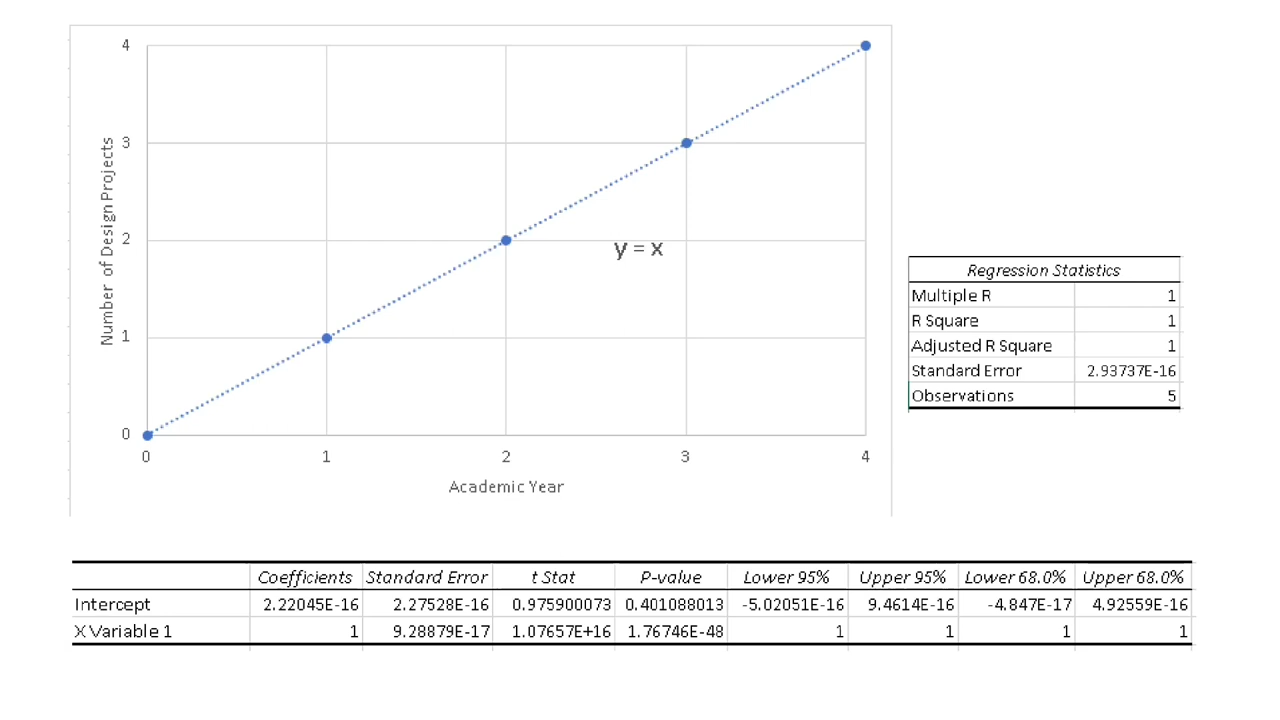 4
3
2
1
0
Number of Design Projects
y = x
0 1 2 3 4
Academic Year
Regression Statistics
Multiple R 1
R Square 1
Adjusted R Square 1
Standard Error 2.93737E-16
Observations 5
Coefficients Standard Error t Stat P-value Lower 95% Upper 95% Lower 68.0% Upper 68.0%
Intercept 2.22045E-16 2.27528E-16 0.975900073 0.401088013 -5.02051E-16 9.4614E-16 -4.847E-17 4.92559E-16
X Variable 1 1 9.28879E-17 1.07657E+16 1.76746E-48 1 1 1 1